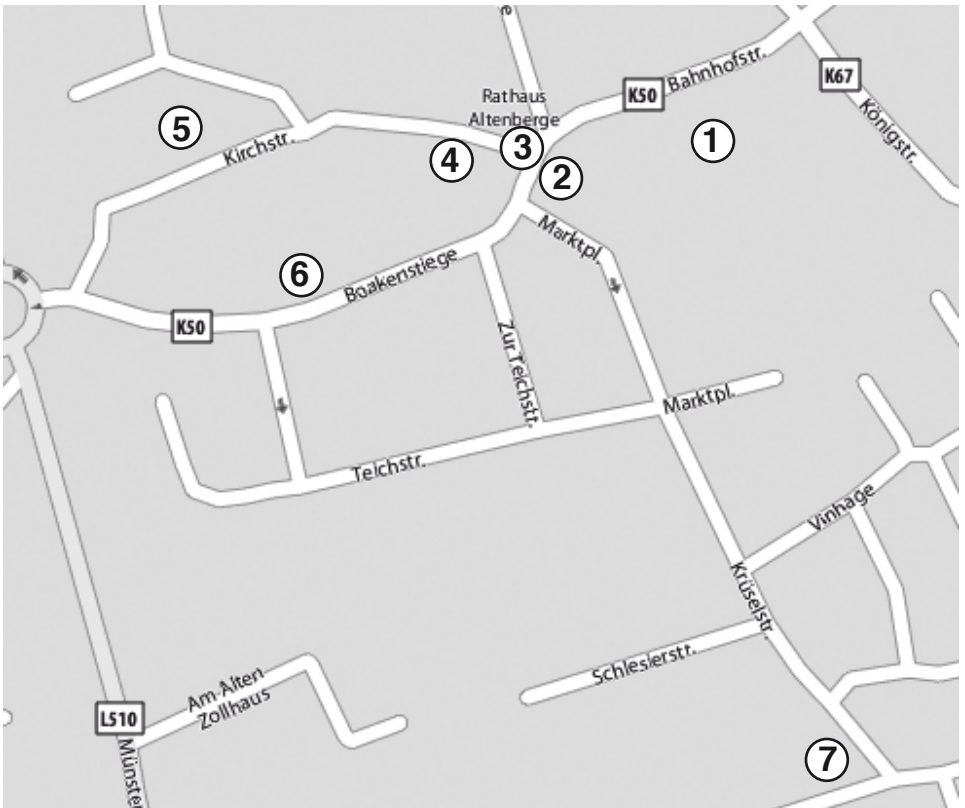 e
K50
Bahnhofstr.
K67
Rathaus
Altenberge
Königstr.
5
Kirchstr.
4
3
1
2
Marktpl.
6
Boakenstiege
K50
Zur Teichstr.
Marktpl.
Teichstr.
Vinhage
Krüselstr.
Schlesierstr.
Am Alten
Zollhaus
L510
Münster
7